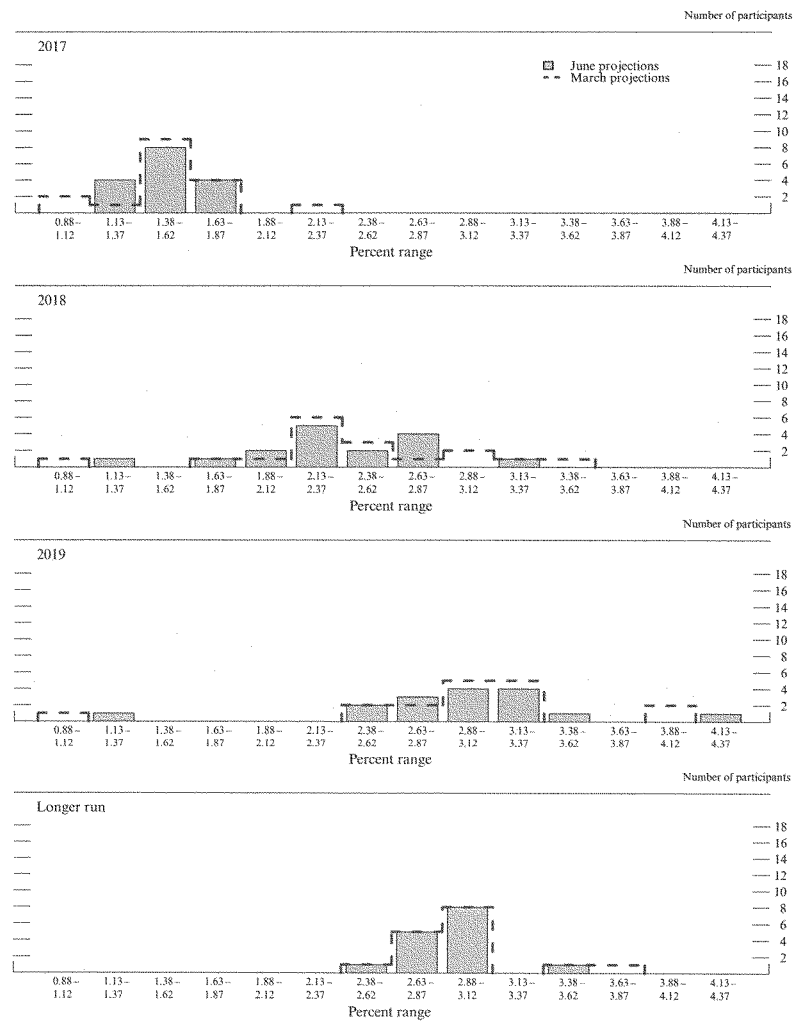 Number of participants
2017
June projections
March projections
18
16
14
12
10
8
6
4
2
0.88– 1.13– 1.38– 1.63– 1.88– 2.13– 2.38– 2.63– 2.88– 3.13– 3.38– 3.63– 3.88– 4.13–
1.12 1.37 1.62 1.87 2.12 2.37 2.62 2.87 3.12 3.37 3.62 3.87 4.12 4.37
Percent range
Number of participants
2018
18
16
14
12
10
8
6
4
2
0.88– 1.13– 1.38– 1.63– 1.88– 2.13– 2.38– 2.63– 2.88– 3.13– 3.38– 3.63– 3.88– 4.13–
1.12 1.37 1.62 1.87 2.12 2.37 2.62 2.87 3.12 3.37 3.62 3.87 4.12 4.37
Percent range
Number of participants
2019
18
16
14
12
10
8
6
4
2
0.88– 1.13– 1.38– 1.63– 1.88– 2.13– 2.38– 2.63– 2.88– 3.13– 3.38– 3.63– 3.88– 4.13–
1.12 1.37 1.62 1.87 2.12 2.37 2.62 2.87 3.12 3.37 3.62 3.87 4.12 4.37
Percent range
Number of participants
Longer run
18
16
14
12
10
8
6
4
2
0.88– 1.13– 1.38– 1.63– 1.88– 2.13– 2.38– 2.63– 2.88– 3.13– 3.38– 3.63– 3.88– 4.13–
1.12 1.37 1.62 1.87 2.12 2.37 2.62 2.87 3.12 3.37 3.62 3.87 4.12 4.37
Percent range